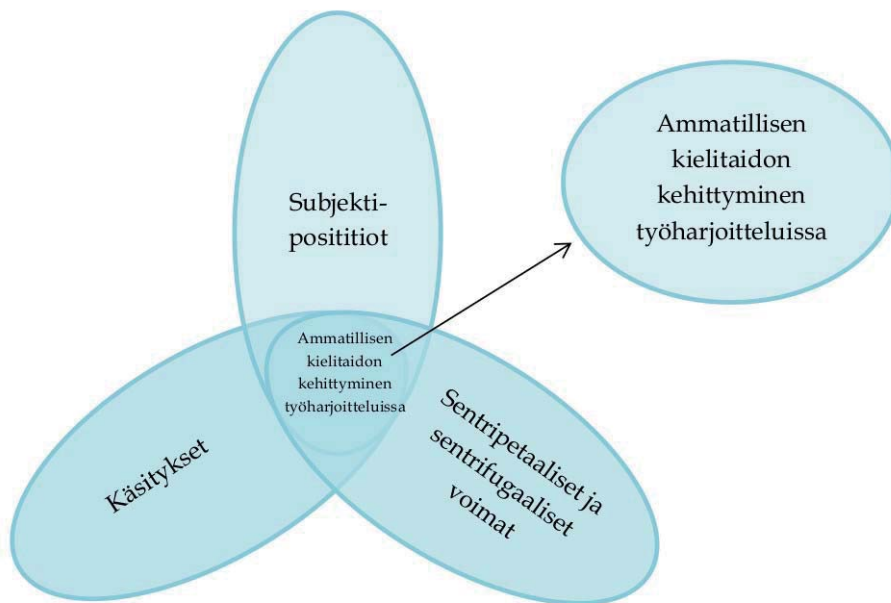 Subjekti-
posititiot
Ammatillisen
kielitaidon
kehittyminen
työharjoitteluissa
Ammatillisen
kielitaidon
kehittyminen
työharjoitteluissa
Käsitykset
Sentripetaaliset ja
sentrifugaaliset
voimat